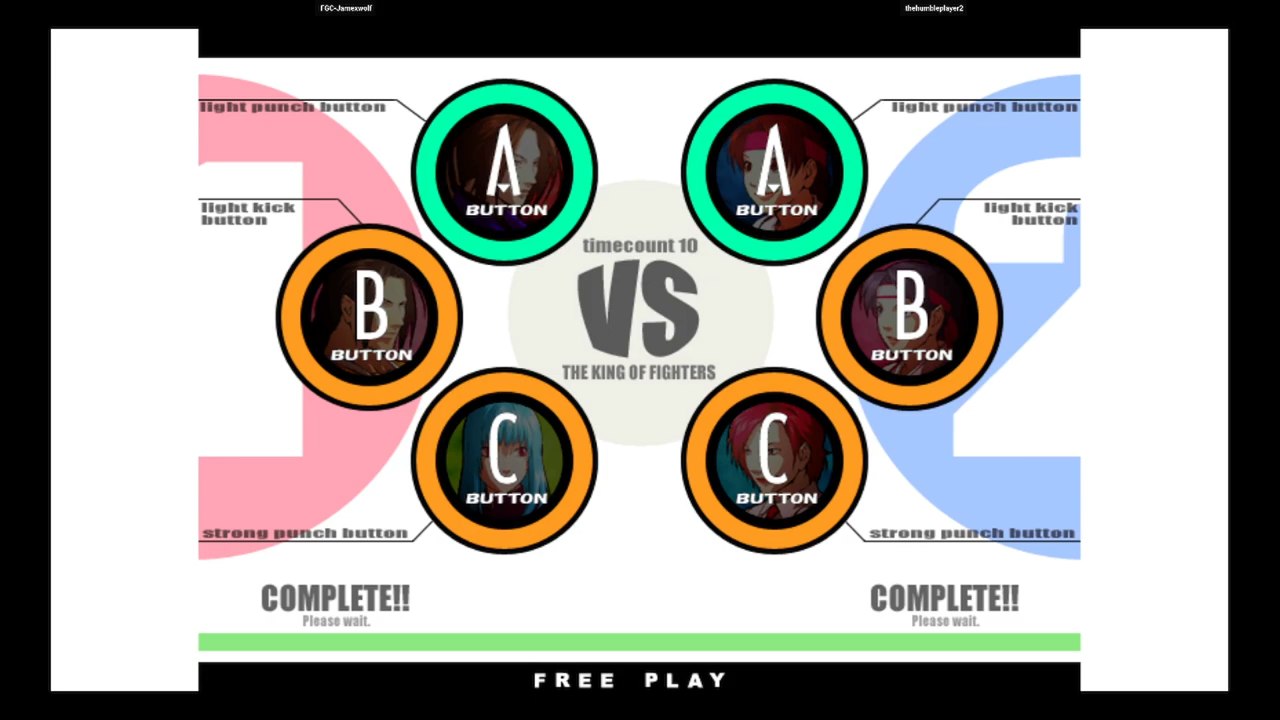 FGC-Jamexwolf
thehumbleplayer2
light punch button
A
BUTTON
A
BUTTON
light punch button
light kick
button
B
BUTTON
timecount 10
VS
THE KING OF FIGHTERS
light kick
button
B
BUTTON
C
BUTTON
C
BUTTON
strong punch button
strong punch button
COMPLETE!!
Please wait.
COMPLETE!!
Please wait.
FREE PLAY
1
2